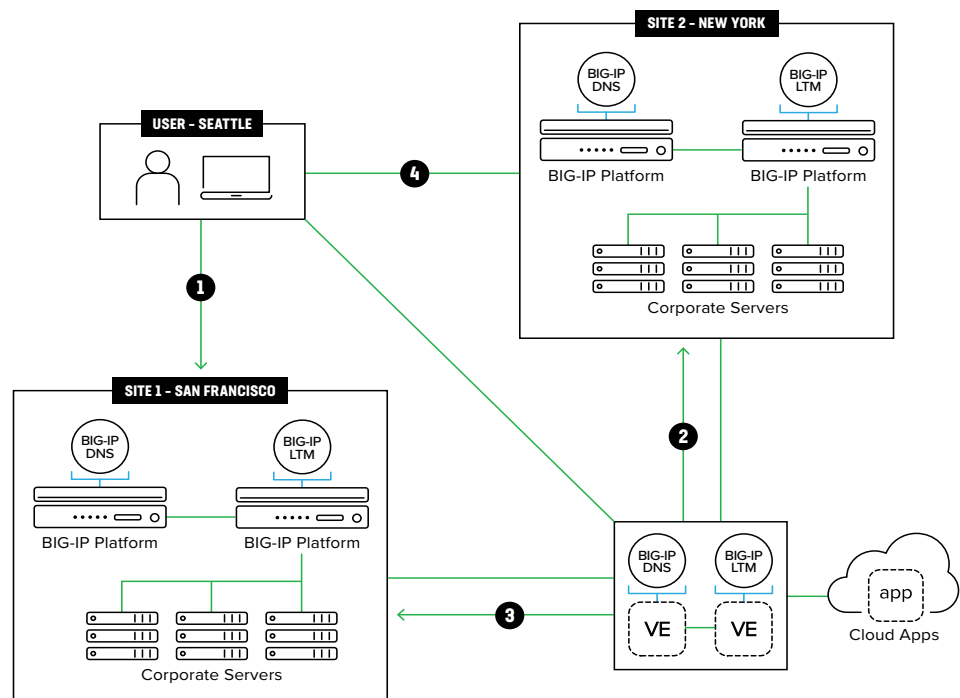 SITE 2 - NEW YORK
BIG-IP
DNS
BIG-IP
LTM
BIG-IP Platform
BIG-IP Platform
Corporate Servers
USER - SEATTLE
4
1
SITE 1 - SAN FRANCISCO
BIG-IP
DNS
BIG-IP
LTM
BIG-IP Platform
BIG-IP Platform
Corporate Servers
2
3
BIG-IP
DNS
BIG-IP
LTM
VE
VE
app
Cloud Apps